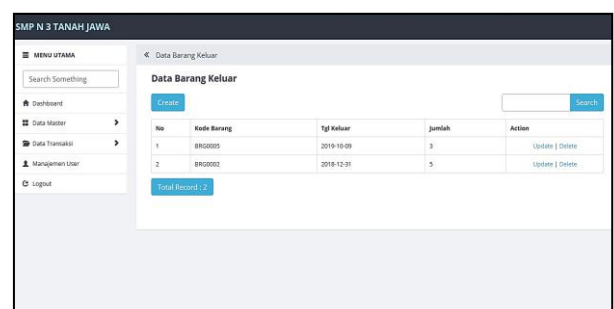 SMP N 3 TANAH JAWA
MENU UTAMA
Search Something
Dashboard
Data Master
Data Transaksi
Manajemen User
Logout
Data Barang Keluar
Data Barang Keluar
Create
Search
No Kode Barang Tgl Keluar Jumlah Action
1 BRG0005 2019-10-09 3 Update | Delete
2 BRG0002 2018-12-31 5 Update | Delete
Total Record : 2